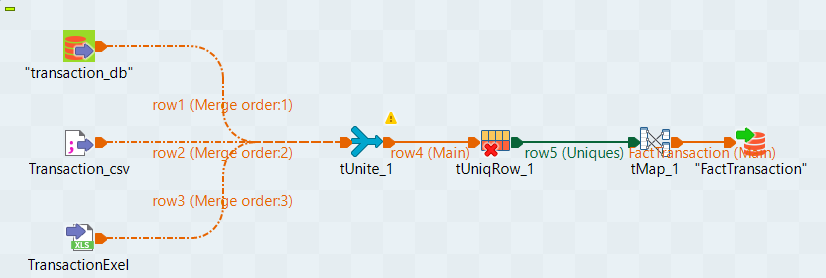 "transaction_db"
row1 (Merge order:1)
Transaction_csv
row2 (Merge order:2)
tUnite_1
row4 (Main)
tUniqRow_1
row5 (Uniques)
tMap_1
FactTransaction (Main)
"FactTransaction"
row3 (Merge order:3)
XLS
TransactionExel